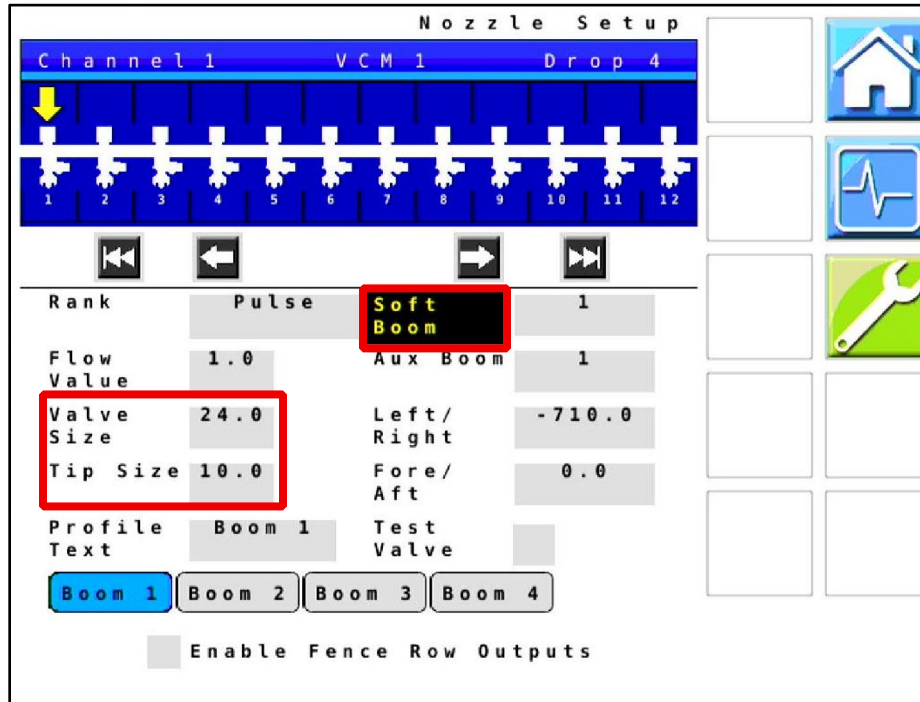 Nozzle Setup
Channel 1 VCM 1 Drop 4
1 2 3 4 5 6 7 8 9 10 11 12
Rank Pulse Soft 1
Boom
Flow 1.0 Aux Boom 1
Value
Valve 24.0 Left/ -710.0
Size Right
Tip Size 10.0 Fore/ 0.0
Aft
Profile Boom 1 Test
Text Valve
Boom 1 Boom 2 Boom 3 Boom 4
Enable Fence Row Outputs